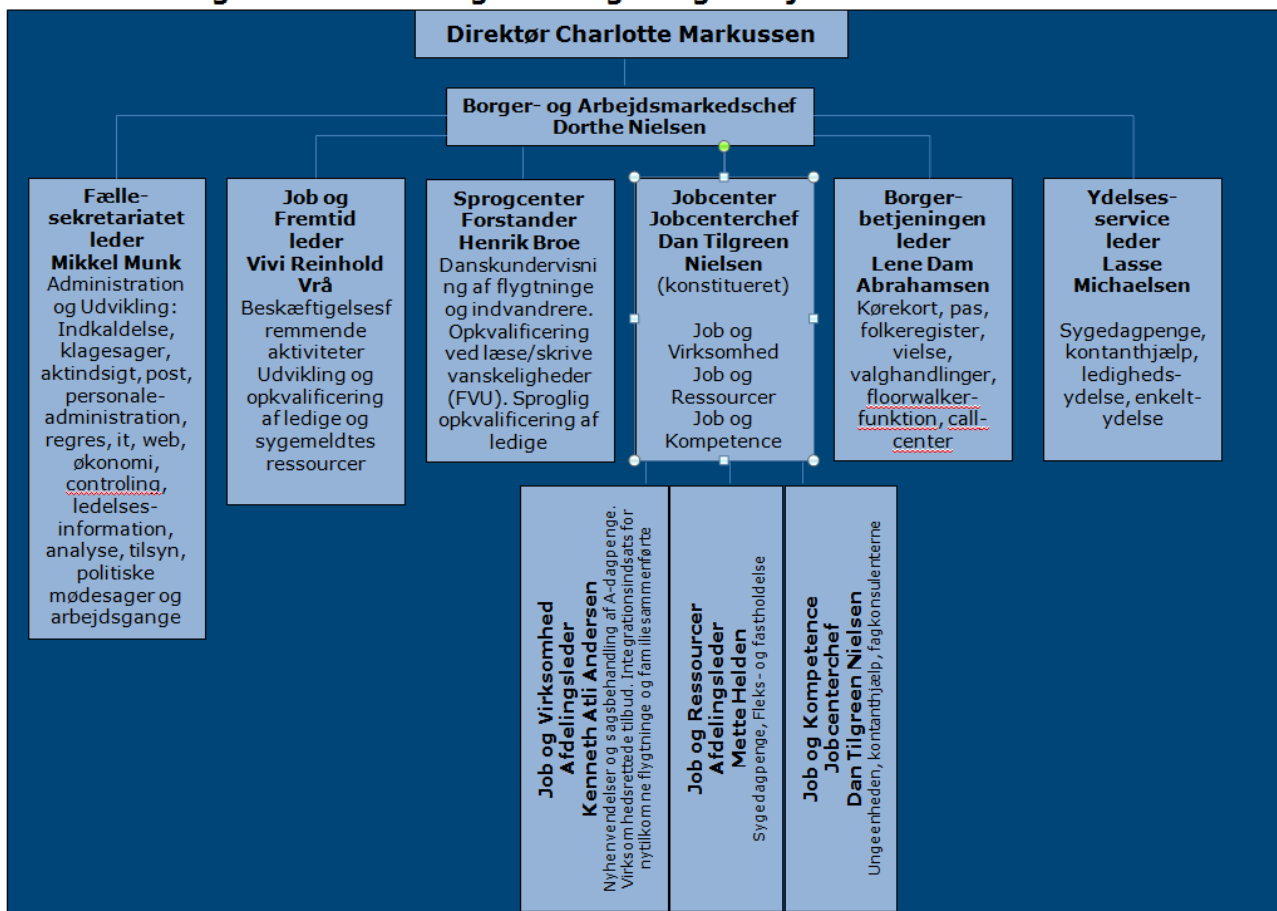 Direktør Charlotte Markussen
Borger- og Arbejdsmarkedschef
Dorthe Nielsen
Fælle-
sekretariatet
leder
Mikkel Munk
Administration
og Udvikling:
Indkaldelse,
klagesager,
aktindsigt, post,
personale-
administration,
regres, it, web,
økonomi,
controling,
ledelses-
information,
analyse, tilsyn,
politiske
mødesager og
arbejdsgange
Job og
Fremtid
leder
Vivi Reinhold
Vrå
Beskæftigelsesf
remmende
aktiviteter
Udvikling og
opkvalificering
af ledige og
sygemeldtes
ressourcer
Sprogcenter
Forstander
Henrik Broe
Danskundervisni
ng af flygtninge
og indvandrere.
Opkvalificering
ved læse/skrive
vanskeligheder
(FVU). Sproglig
opkvalificering af
ledige
Jobcenter
Jobcenterchef
Dan Tilgreen
Nielsen
(konstitueret)
Job og
Virksomhed
Job og
Ressourcer
Job og
Kompetence
Borger-
betjeningen
leder
Lene Dam
Abrahamsen
Kørekort, pas,
folkeregister,
vielse,
valghandlinger,
floorwalker-
funktion, call-
center
Ydelses-
service
leder
Lasse
Michaelsen
Sygedagpenge,
kontanthjælp,
ledigheds-
ydelse, enkelt-
ydelse
Job og Virksomhed
Afdelingsleder
Kenneth Atli Andersen
Nyhenvendelser og sagsbehandling af A-dagpenge.
Virksomhedsrettede tilbud. Integrationsindsats for
nytilkomne flygtninge og familiesammenførte
Job og Ressourcer
Afdelingsleder
Mette Helden
Sygedagpenge, Fleks- og fastholdelse
Job og Kompetence
Jobcenterchef
Dan Tilgreen Nielsen
Ungeenheden, kontanthjælp, fagkonsulenterne